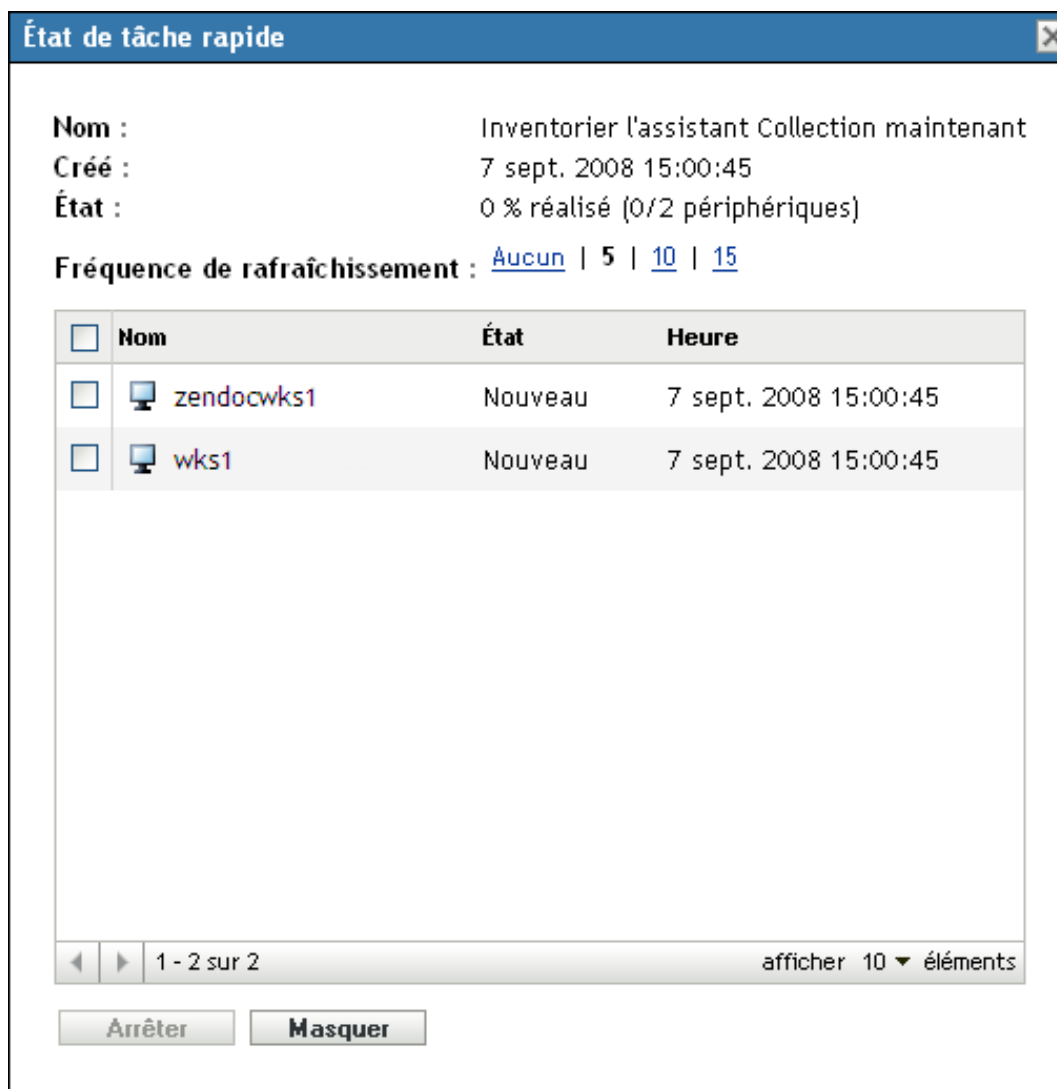 État de tâche rapide
Nom : Inventorier l'assistant Collection maintenant
Créé : 7 sept. 2008 15:00:45
État : 0 % réalisé (0/2 périphériques)
Fréquence de rafraîchissement : Aucun | 5 | 10 | 15
Nom État Heure
zendocwks1 Nouveau 7 sept. 2008 15:00:45
wks1 Nouveau 7 sept. 2008 15:00:45
1 - 2 sur 2 afficher 10 éléments
Arrêter Masquer